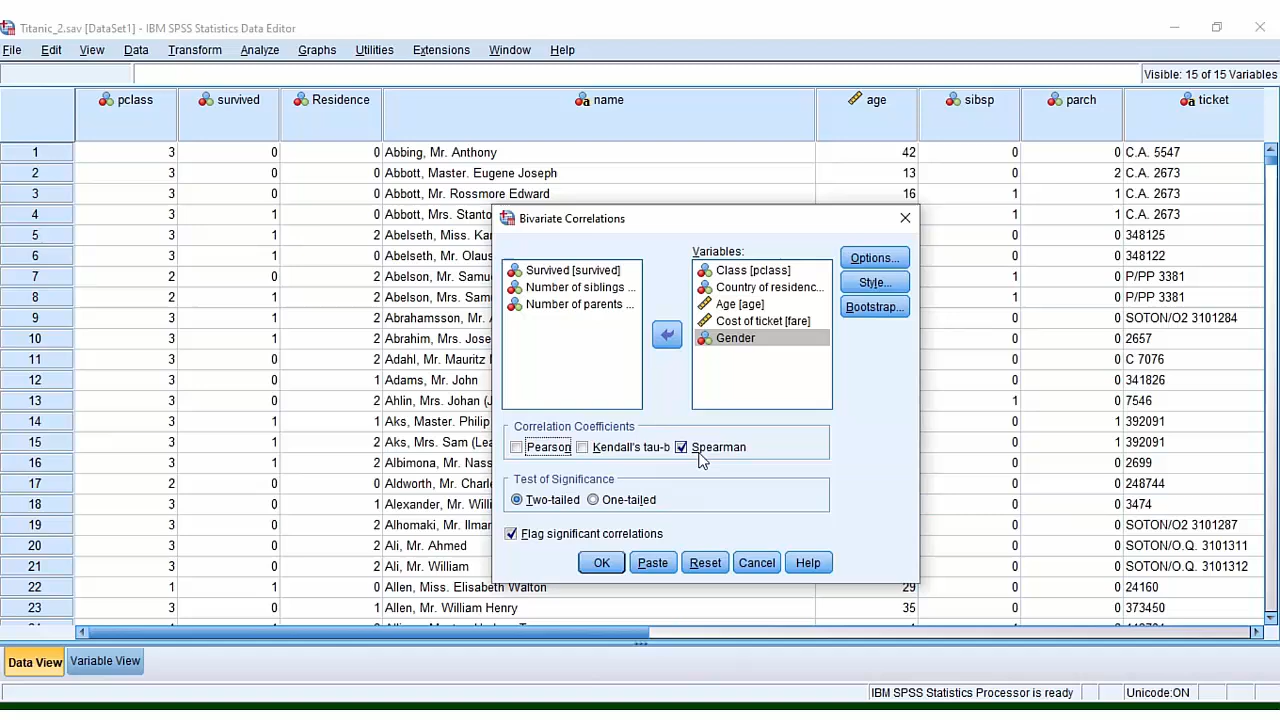 Titanic_2.sav [DataSet1] - IBM SPSS Statistics Data Editor
File Edit View Data Transform Analyze Graphs Utilities Extensions Window Help
Visible: 15 of 15 Variables
pclass survived Residence name age sibsp parch ticket
1 3 0 0 Abbing, Mr. Anthony 42 0 0 C.A. 5547
2 3 0 0 Abbott, Master. Eugene Joseph 13 0 2 C.A. 2673
3 3 0 0 Abbott, Mr. Rossmore Edward 16 1 1 C.A. 2673
4 3 1 0 Abbott, Mrs. Stanto 1 1 C.A. 2673
5 3 1 2 Abelseth, Miss. Kar 0 0 348125
6 3 1 2 Abelseth, Mr. Olaus 0 0 348122
7 2 0 2 Abelson, Mr. Samu 1 0 P/PP 3381
8 2 1 2 Abelson, Mrs. Sam 1 0 P/PP 3381
9 3 0 2 Abrahamsson, Mr. 0 0 SOTON/O2 3101284
10 3 1 2 Abrahim, Mrs. Jose 0 0 2657
11 3 0 2 Adahl, Mr. Mauritz 0 0 C 7076
12 3 0 1 Adams, Mr. John 0 0 341826
13 3 0 2 Ahlin, Mrs. Johan ( 1 0 7546
14 3 1 2 Aks, Master. Philip 0 1 392091
15 3 1 2 Aks, Mrs. Sam (Lea 0 1 392091
16 3 0 2 Albimona, Mr. Nass 0 0 2699
17 3 0 0 Aldworth, Mr. Charle 0 0 248744
18 3 0 1 Alexander, Mr. Willi 0 0 3474
19 3 0 2 Alhomaki, Mr. Ilmar 0 0 SOTON/O2 3101287
20 3 0 2 Ali, Mr. Ahmed 0 0 SOTON/O.Q. 3101311
21 3 0 2 Ali, Mr. William 0 0 SOTON/O.Q. 3101312
22 1 1 0 Allen, Miss. Elisabeth Walton 29 0 0 24160
23 3 0 1 Allen, Mr. William Henry 35 0 0 373450
Bivariate Correlations
Variables:
Survived [survived]
Number of siblings ...
Number of parents ...
Class [pclass]
Country of residenc...
Age [age]
Cost of ticket [fare]
Gender
Options...
Style...
Bootstrap...
Correlation Coefficients
Pearson Kendall's tau-b Spearman
Test of Significance
Two-tailed One-tailed
Flag significant correlations
OK Paste Reset Cancel Help
Data View Variable View
IBM SPSS Statistics Processor is ready Unicode:ON